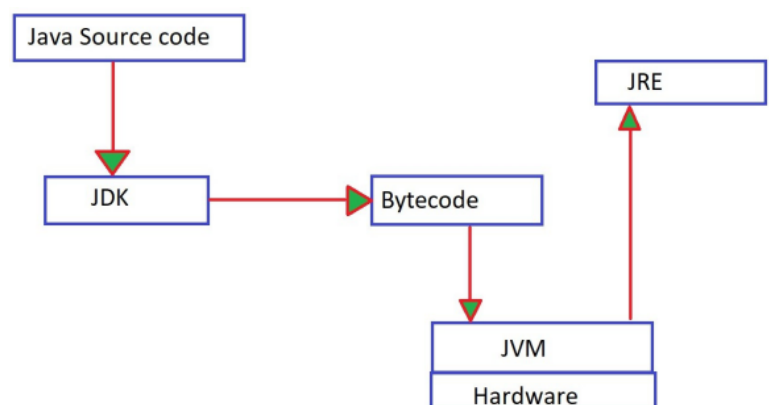 Java Source code
JRE
JDK
Bytecode
JVM
Hardware